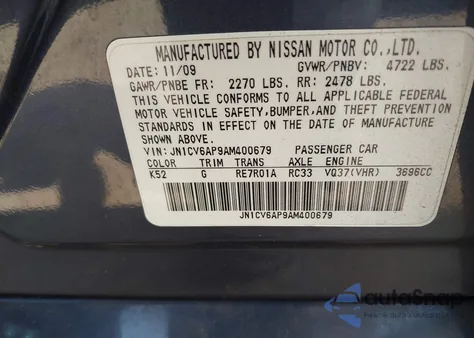 MANUFACTURED BY NISSAN MOTOR CO.,LTD.
DATE: 11/09 GVWR/PNBV: 4722 LBS.
GAWR/PNBE FR: 2270 LBS. RR: 2478 LBS.
THIS VEHICLE CONFORMS TO ALL APPLICABLE FEDERAL
MOTOR VEHICLE SAFETY,BUMPER,AND THEFT PREVENTION
STANDARDS IN EFFECT ON THE DATE OF MANUFACTURE
SHOWN ABOVE.
VIN: JN1CV6AP9AM400679 PASSENGER CAR
COLOR TRIM TRANS AXLE ENGINE
K52 G RE7R01A RC33 VQ37(VHR) 3696CC
JN1CV6AP9AM400679
autoSnap